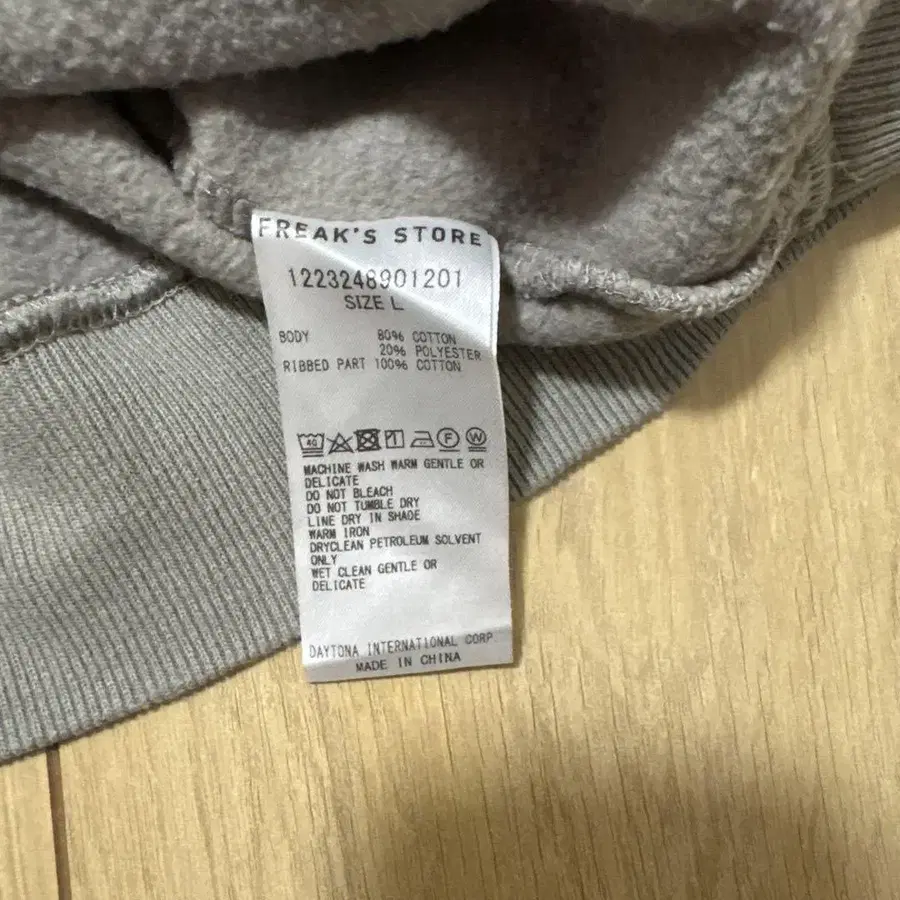 FREAK'S STORE
1223248901201
SIZE L
BODY 80% COTTON
20% POLYESTER
RIBBED PART 100% COTTON
40 F W
MACHINE WASH WARM GENTLE OR
DELICATE
DO NOT BLEACH
DO NOT TUMBLE DRY
LINE DRY IN SHADE
WARM IRON
DRYCLEAN PETROLEUM SOLVENT
ONLY
WET CLEAN GENTLE OR
DELICATE
DAYTONA INTERNATIONAL CORP
MADE IN CHINA